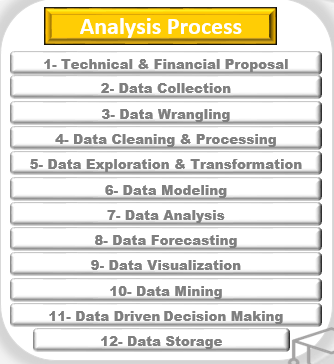 Analysis Process
1- Technical & Financial Proposal
2- Data Collection
3- Data Wrangling
4- Data Cleaning & Processing
5- Data Exploration & Transformation
6- Data Modeling
7- Data Analysis
8- Data Forecasting
9- Data Visualization
10- Data Mining
11- Data Driven Decision Making
12- Data Storage